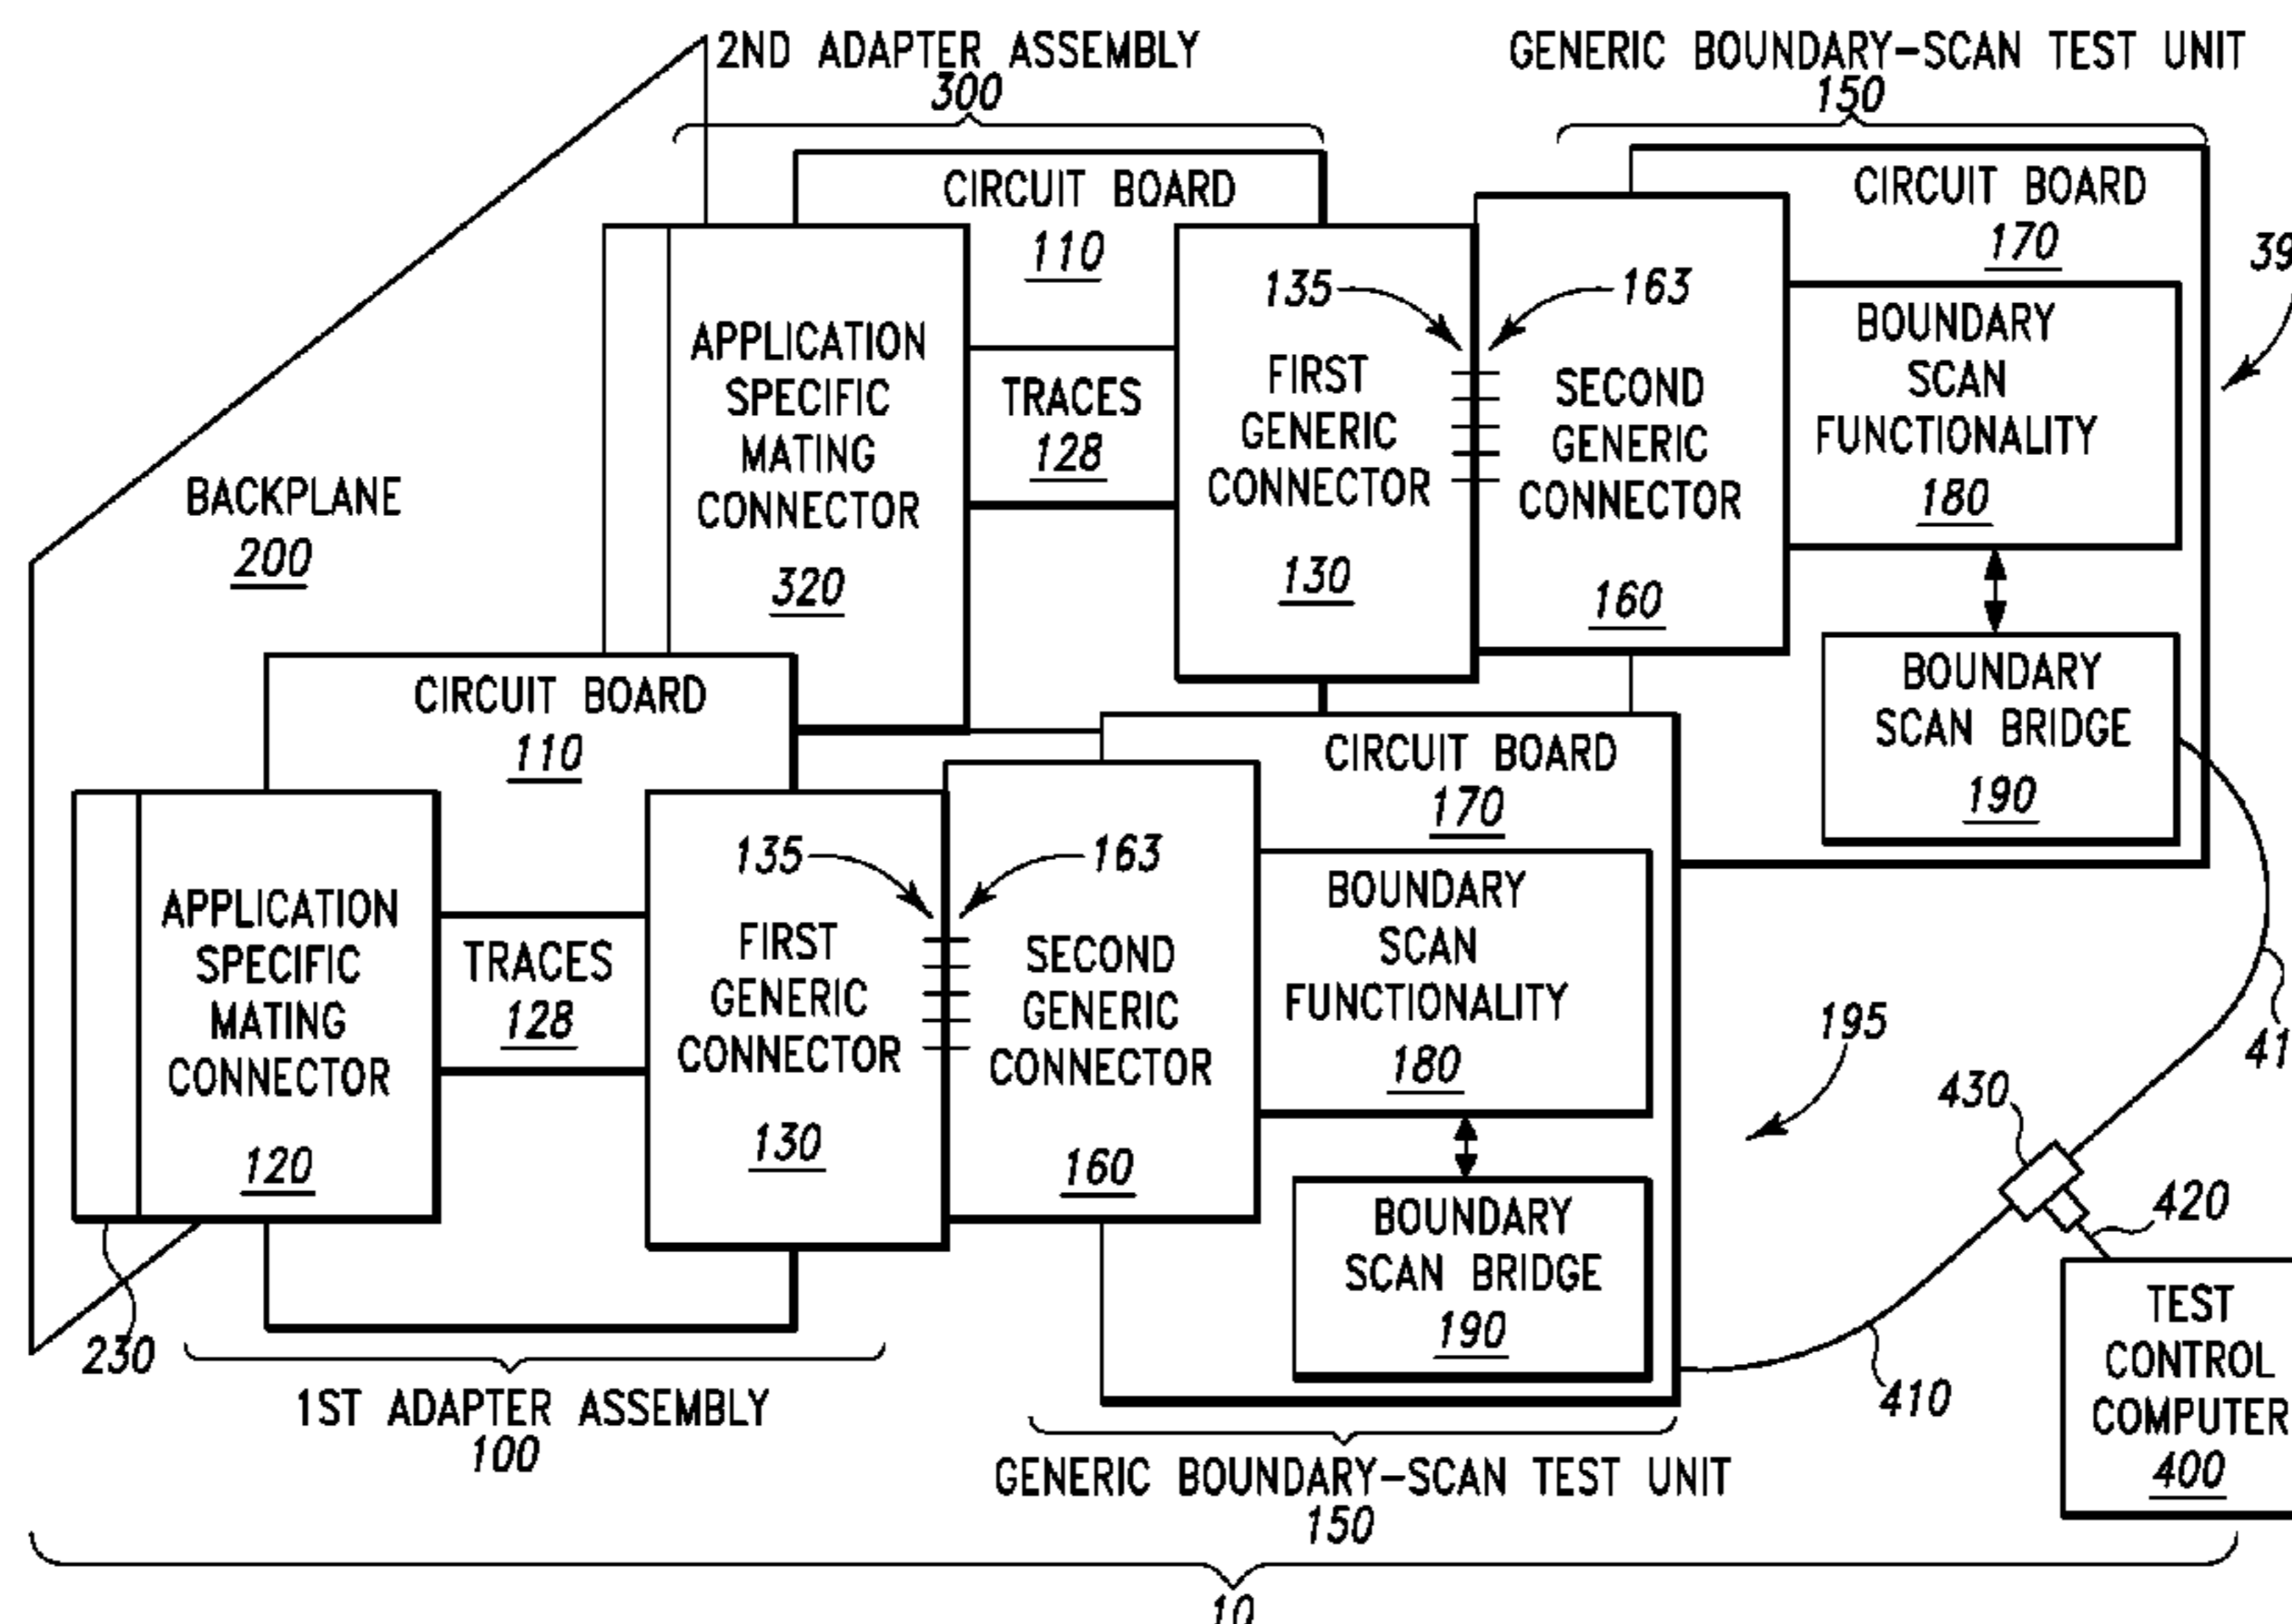 2ND ADAPTER ASSEMBLY
300
GENERIC BOUNDARY-SCAN TEST UNIT
150
CIRCUIT BOARD
110
CIRCUIT BOARD
170
39
135
163
APPLICATION
SPECIFIC
MATING
CONNECTOR
320
TRACES
128
FIRST
GENERIC
CONNECTOR
130
SECOND
GENERIC
CONNECTOR
160
BOUNDARY
SCAN
FUNCTIONALITY
180
BOUNDARY
SCAN BRIDGE
190
BACKPLANE
200
CIRCUIT BOARD
110
CIRCUIT BOARD
170
135
163
APPLICATION
SPECIFIC
MATING
CONNECTOR
120
TRACES
128
FIRST
GENERIC
CONNECTOR
130
SECOND
GENERIC
CONNECTOR
160
BOUNDARY
SCAN
FUNCTIONALITY
180
BOUNDARY
SCAN BRIDGE
190
195
41
430
420
410
TEST
CONTROL
COMPUTER
400
230
1ST ADAPTER ASSEMBLY
100
GENERIC BOUNDARY-SCAN TEST UNIT
150
10